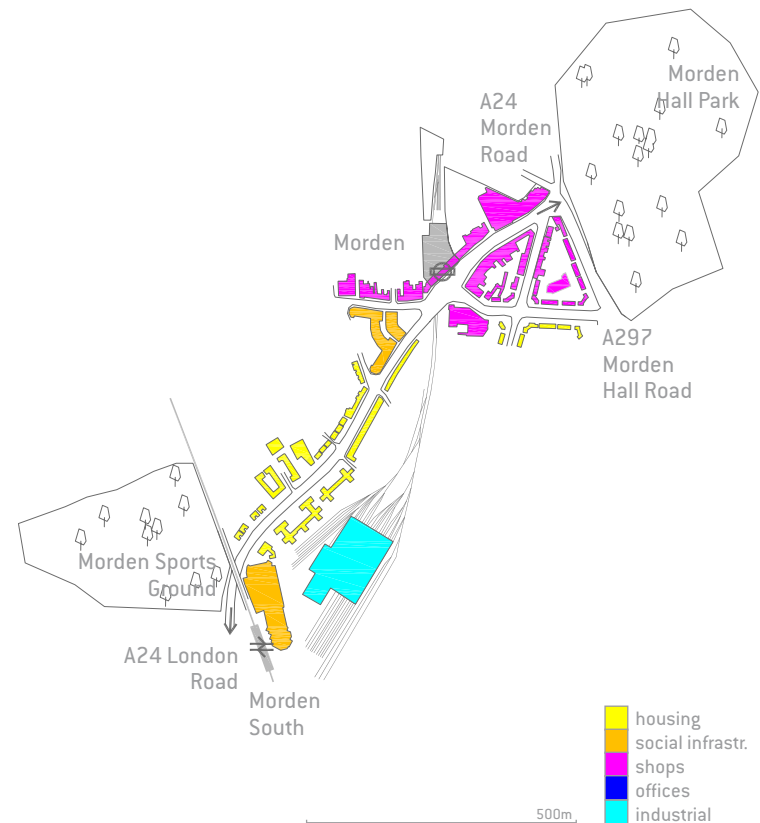 Morden
Hall Park
A24
Morden
Road
Morden
A297
Morden
Hall Road
Morden Sports
Ground
A24 London
Road
Morden
South
housing
social infrastr.
shops
offices
industrial
500m